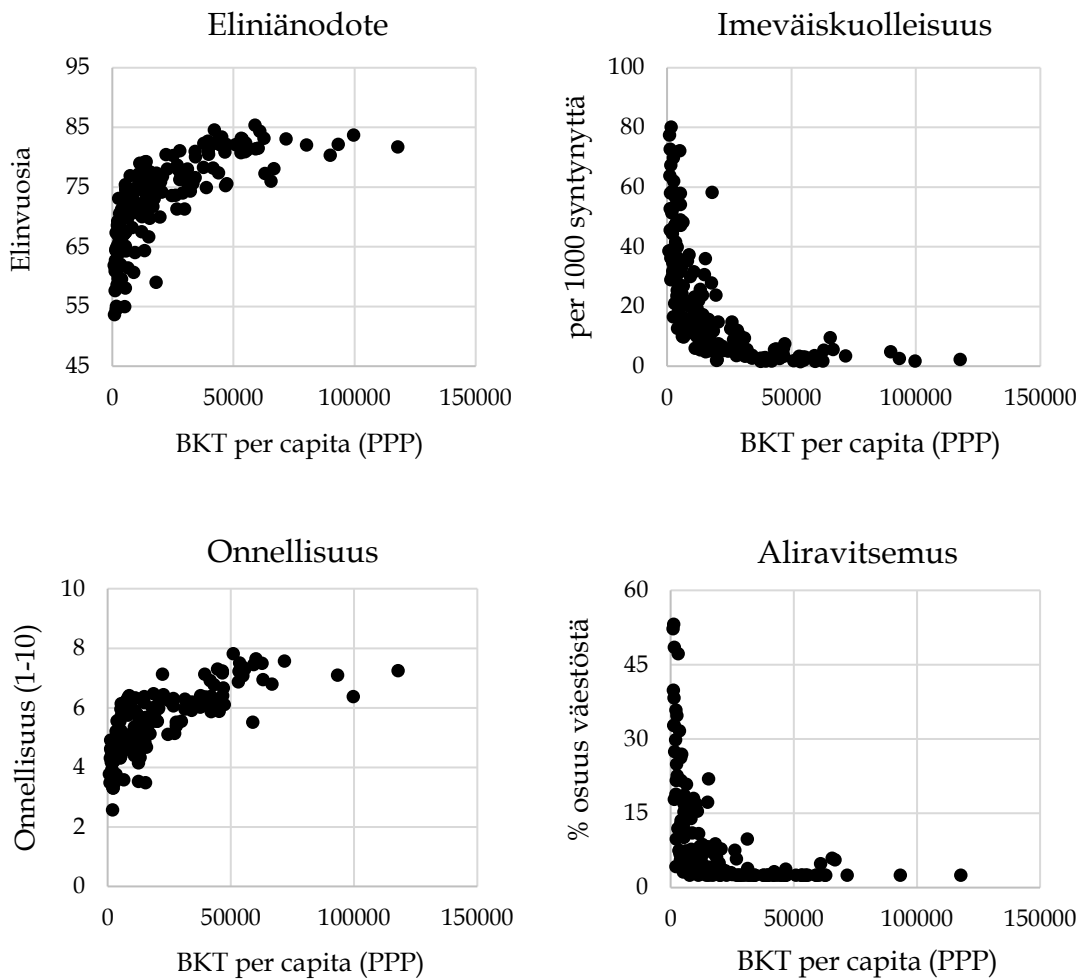 Eliniänodote
Elinvuosia
95
85
75
65
55
45
0 50000 100000 150000
BKT per capita (PPP)
Imeväiskuolleisuus
per 1000 syntynyttä
100
80
60
40
20
0
0 50000 100000 150000
BKT per capita (PPP)
Onnellisuus
Onnellisuus (1-10)
10
8
6
4
2
0
0 50000 100000 150000
BKT per capita (PPP)
Aliravitsemus
% osuus väestöstä
60
45
30
15
0
0 50000 100000 150000
BKT per capita (PPP)